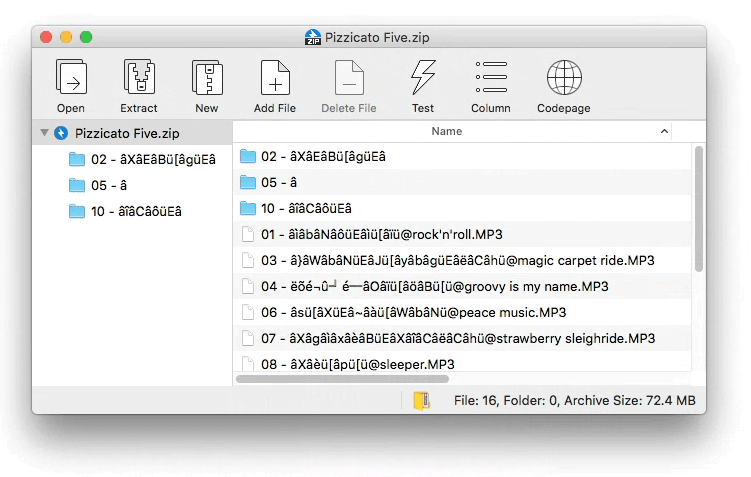 Pizzicato Five.zip
Open Extract New Add File Delete File Test Column Codepage
Pizzicato Five.zip
02 - âXâEâBü[âgüEâ
05 - â
10 - âîâCâôüEâ
Name
02 - âXâEâBü[âgüEâ
05 - â
10 - âîâCâôüEâ
01 - âìâbâNâôüEâìü[âïü@rock'n'roll.MP3
03 - â}âWâbâNüEâJü[âyâbâgüEâëâCâhü@magic carpet ride.MP3
04 - ëõé¬û╝é═âOâïü[âöâBü[ü@groovy is my name.MP3
06 - âsü[âXüEâ~âàü[âWâbâNü@peace music.MP3
07 - âXâgâìâxâèâBüEâXâîâCâëâCâhü@strawberry sleighride.MP3
08 - âXâèü[âpü[ü@sleeper.MP3
File: 16, Folder: 0, Archive Size: 72.4 MB